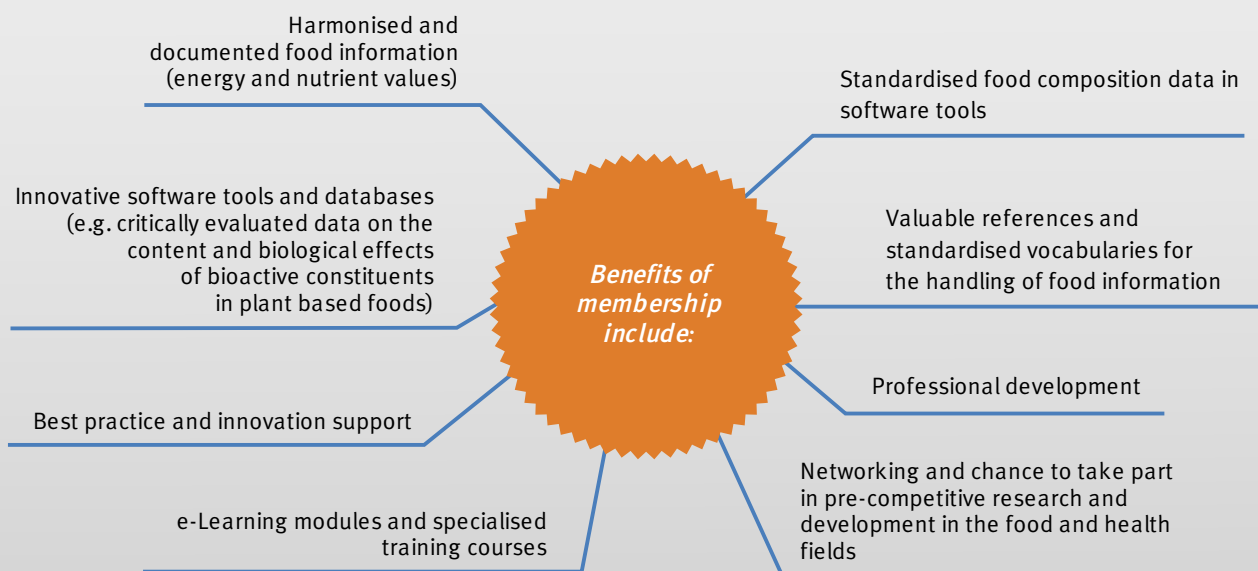 Harmonised and
documented food information
(energy and nutrient values)
Innovative software tools and databases
(e.g. critically evaluated data on the
content and biological effects
of bioactive constituents
in plant based foods)
Best practice and innovation support
e-Learning modules and specialised
training courses
Benefits of
membership
include:
Standardised food composition data in
software tools
Valuable references and
standardised vocabularies for
the handling of food information
Professional development
Networking and chance to take part
in pre-competitive research and
development in the food and health
fields